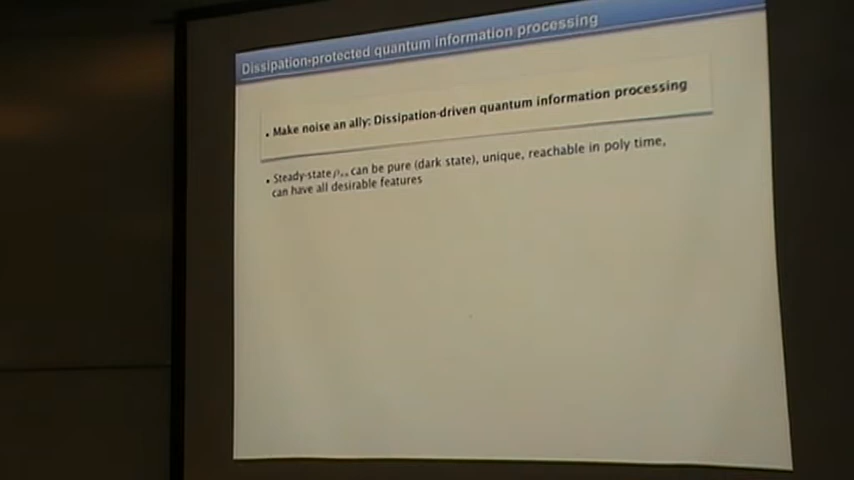 Dissipation-protected quantum information processing
• Make noise an ally: Dissipation-driven quantum information processing
• Steady-state ρ∞ can be pure (dark state), unique, reachable in poly time,
can have all desirable features